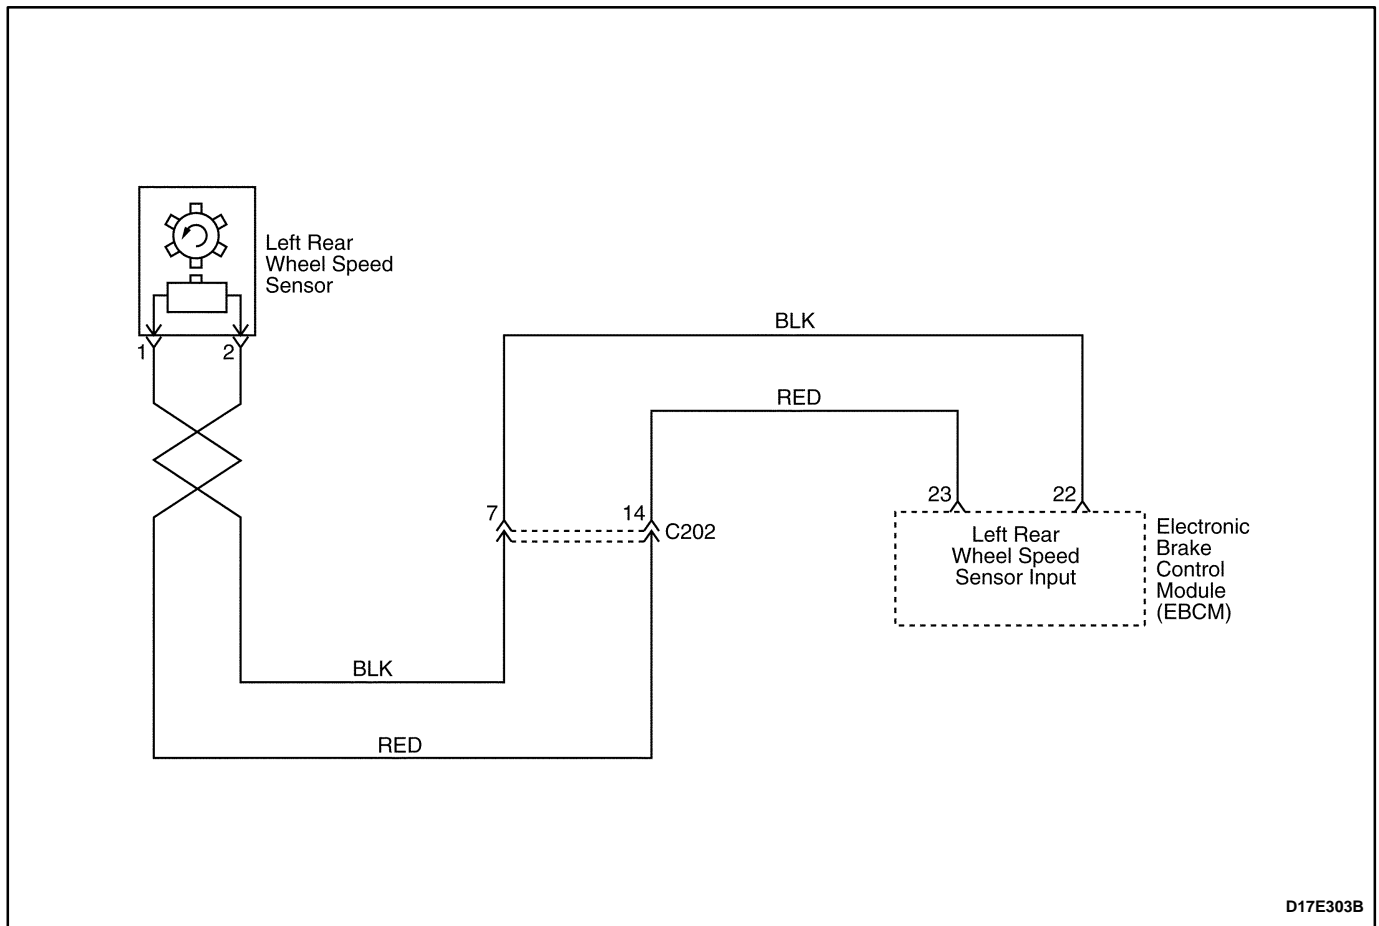 Left Rear
Wheel Speed
Sensor
1
2
BLK
RED
7
14
C202
23
22
Left Rear
Wheel Speed
Sensor Input
Electronic
Brake
Control
Module
(EBCM)
BLK
RED
D17E303B